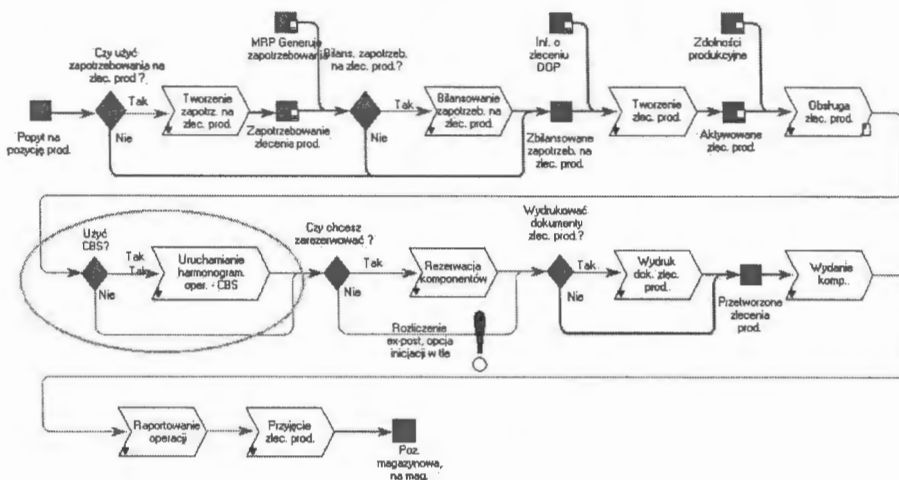 Czy użyć
zapotrzebowania na
zlec. prod ?
MRP Generuje
zapotrzebowania
Bilans. zapotrzeb.
na zlec. prod.?
Inf. o
zleceniu
DOP
Zdolności
produkcyjne
Popyt na
pozycję prod.
Tak
Nie
Tworzenie
zapotrz. na
zlec. prod.
Zapotrzebowanie
zlecenia prod.
Tak
Nie
Bilansowanie
zapotrzeb. na
zlec. prod.
Zbilansowane
zapotrzeb. na
zlec. prod.
Tworzenie
zlec. prod.
Aktywowane
zlec. prod.
Obsługa
zlec. prod.
Użyć
CBS?
Tak
Tak
Nie
Uruchamianie
harmonogram.
oper. - CBS
Czy chcesz
zarezerwować ?
Tak
Nie
Rezerwacja
komponentów
Rozliczenie
ex-post, opcja
inicjacji w tle
Wydrukować
dokumenty
zlec. prod.?
Tak
Nie
Wydruk
dok. zlec.
prod..
Przetworzone
zlecenia
prod.
Wydanie
komp..
Raportowanie
operacji
Przyjęcie
zlec. prod.
Poz.
magazynowa,
na mag.